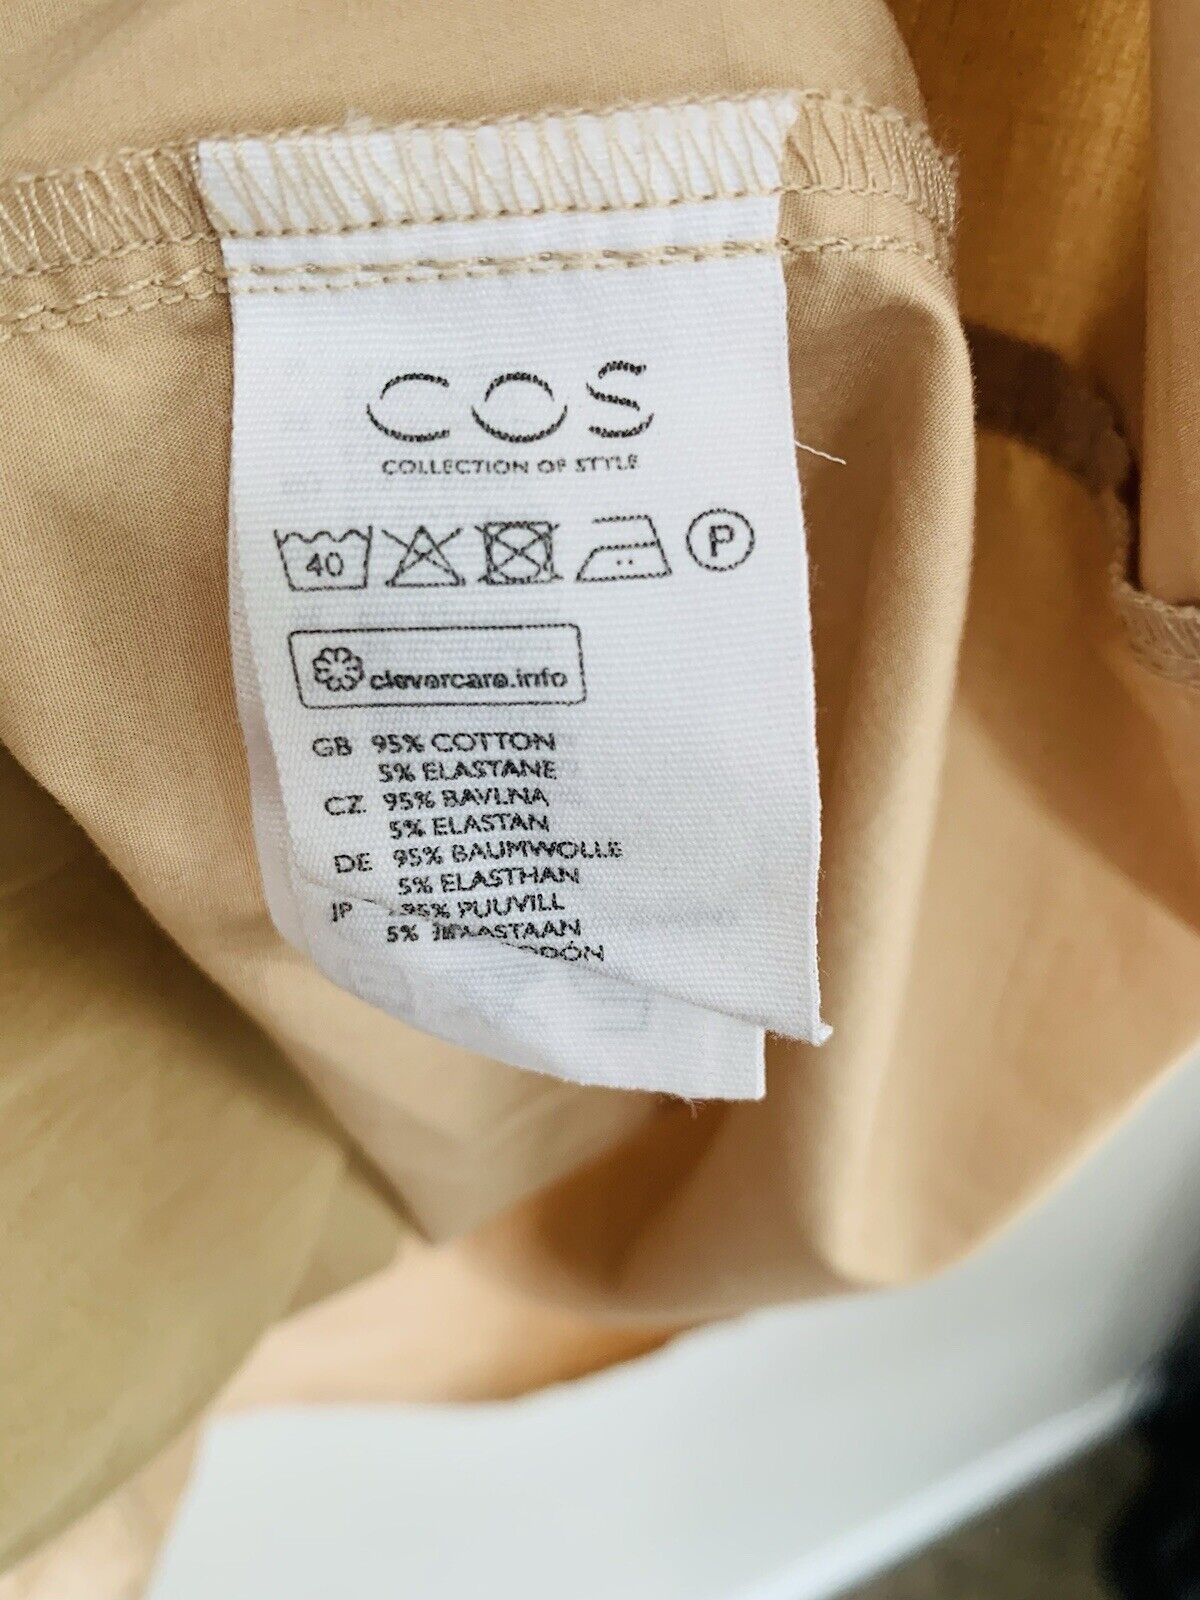 COS
COLLECTION OF STYLE
40 P
clevercare.info
GB 95% COTTON
5% ELASTANE
CZ 95% BAVLNA
5% ELASTAN
DE 95% BAUMWOLLE
5% ELASTHAN
JP 95% PUUVILL
5%